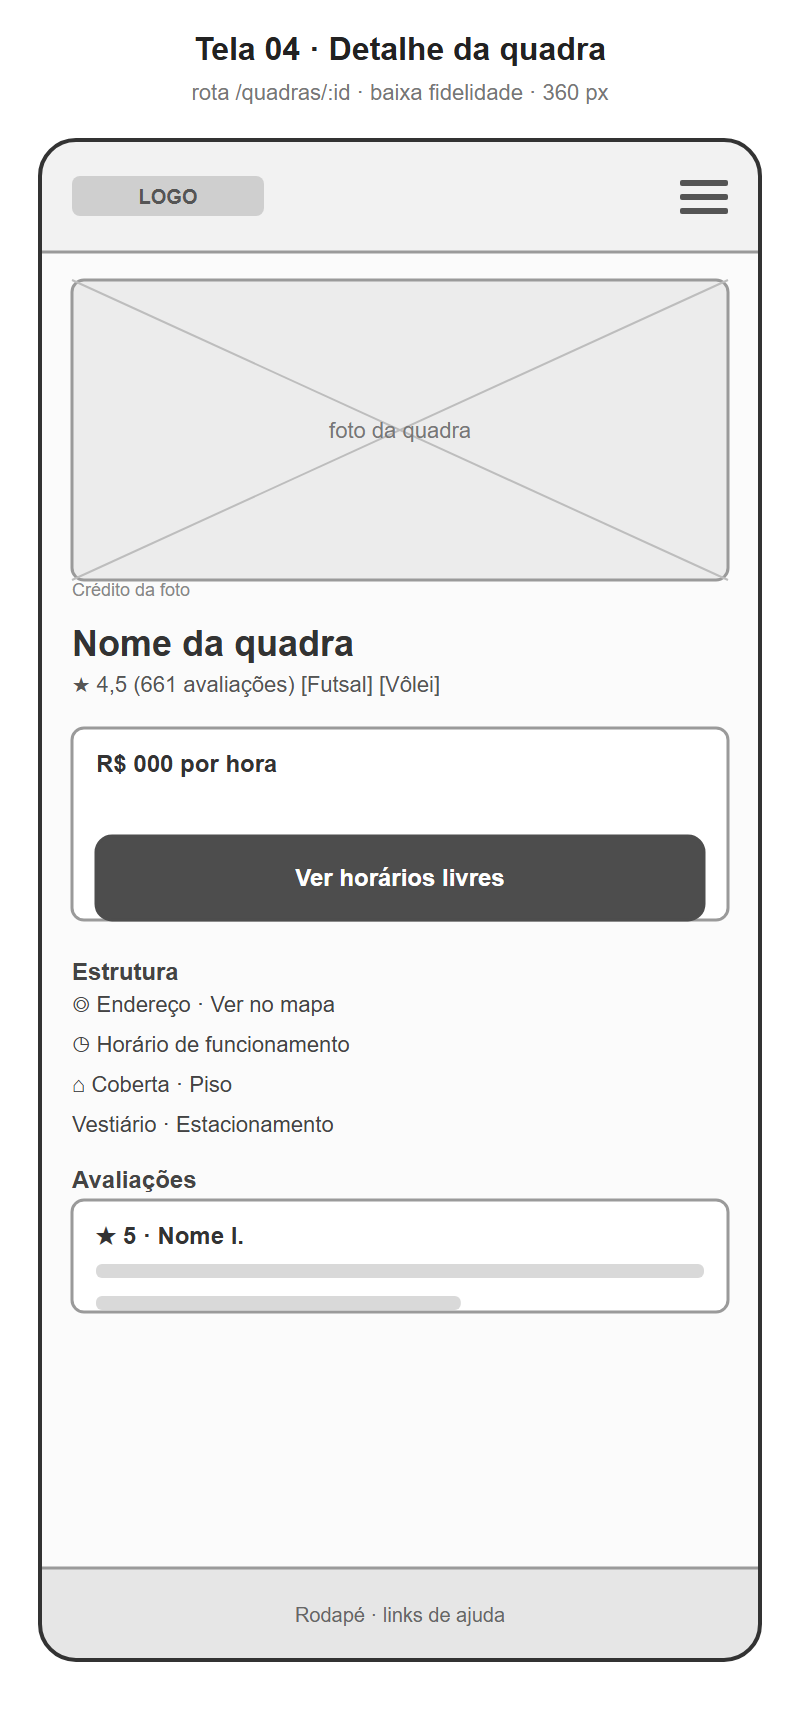 Tela 04 · Detalhe da quadra
rota /quadras/:id · baixa fidelidade · 360 px
LOGO
foto da quadra
Crédito da foto
Nome da quadra
★ 4,5 (661 avaliações) [Futsal] [Vôlei]
R$ 000 por hora
Ver horários livres
Estrutura
◎ Endereço · Ver no mapa
◷ Horário de funcionamento
⌂ Coberta · Piso
Vestiário · Estacionamento
Avaliações
★ 5 · Nome I.
Rodapé · links de ajuda